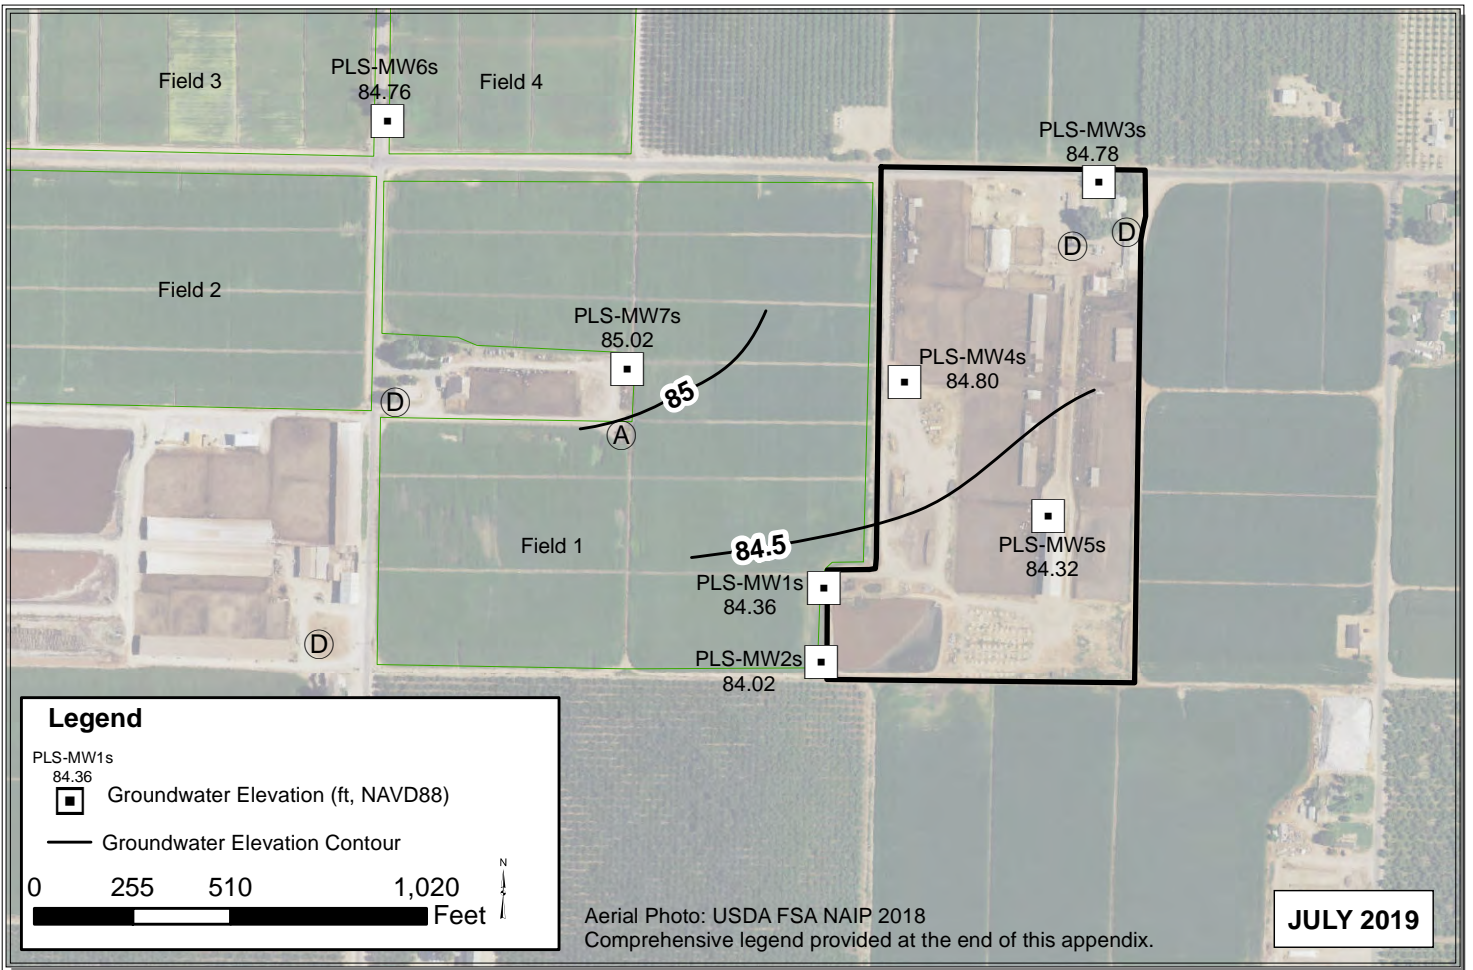 Field 3
PLS-MW6s
84.76
Field 4
PLS-MW3s
84.78
D
D
Field 2
PLS-MW7s
85.02
PLS-MW4s
84.80
85
D
A
Field 1
84.5
PLS-MW5s
84.32
PLS-MW1s
84.36
D
PLS-MW2s
84.02
Legend
PLS-MW1s
84.36
Groundwater Elevation (ft, NAVD88)
Groundwater Elevation Contour
N
0 255 510 1,020
Feet
Aerial Photo: USDA FSA NAIP 2018
Comprehensive legend provided at the end of this appendix.
JULY 2019